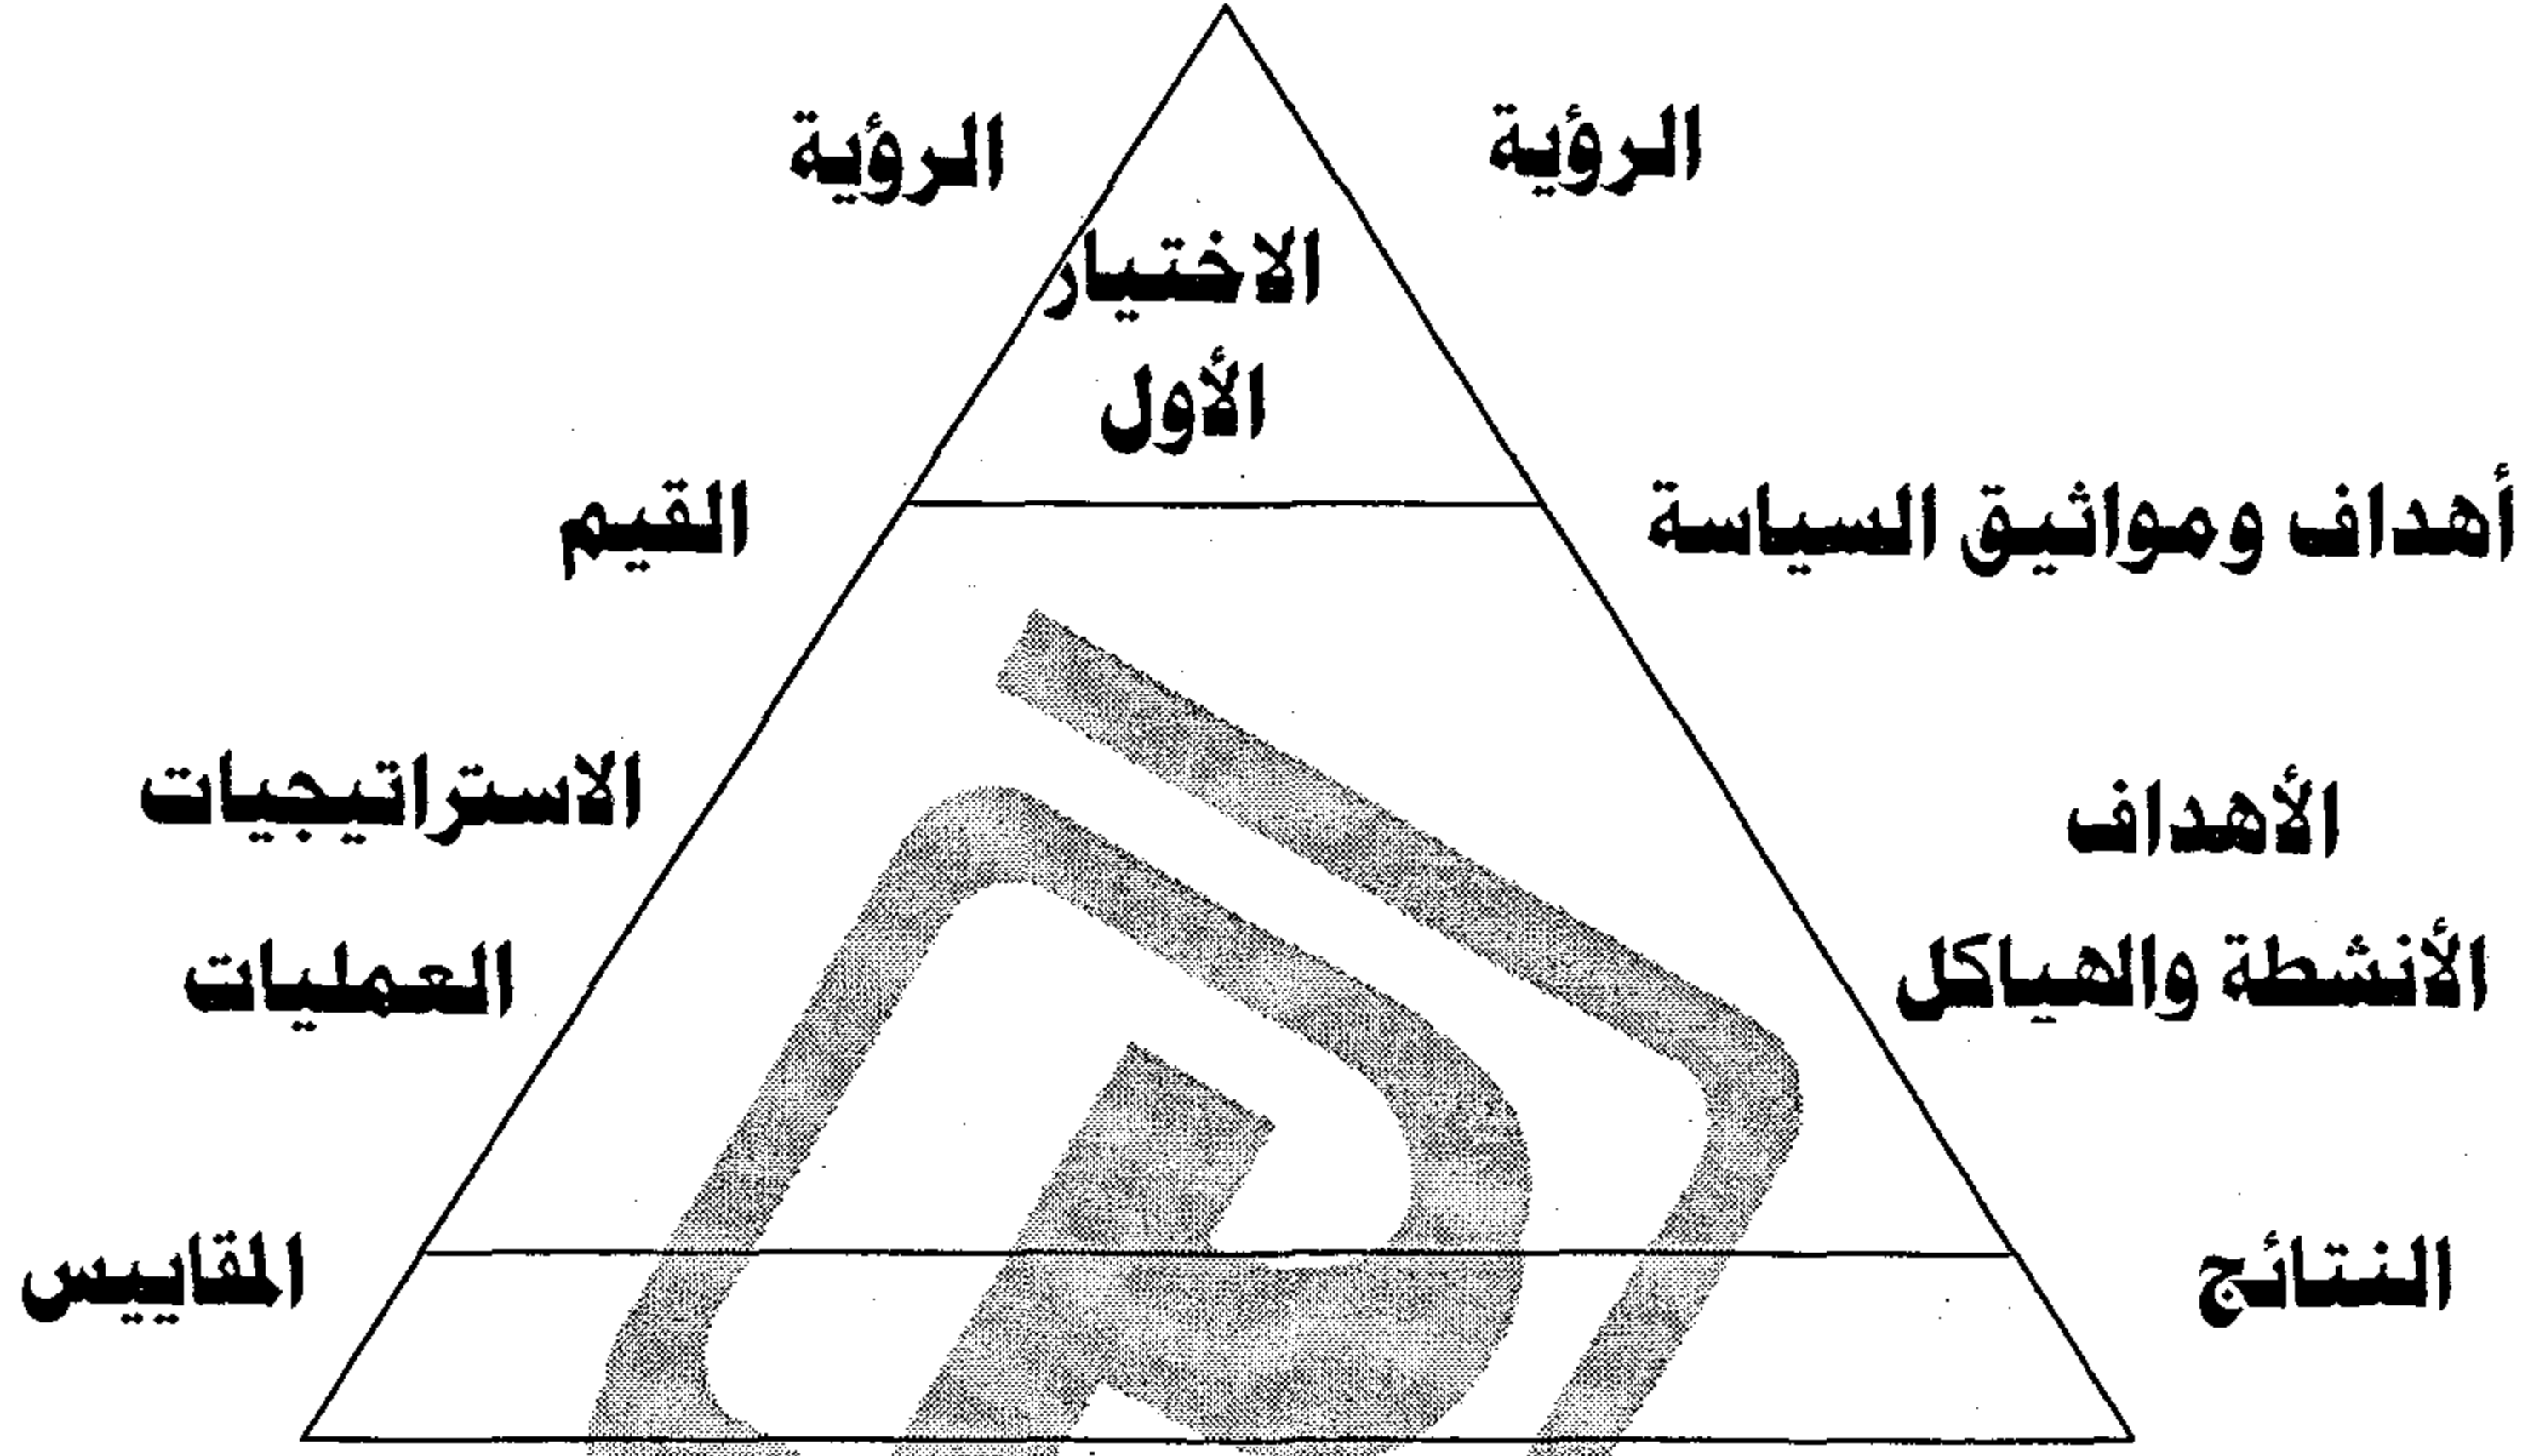 الرؤية
الرؤية
الاختيار
الأول
أهداف ومواثيق السياسة
القيم
الأهداف
الاستراتيجيات
الأنشطة والهياكل
العمليات
النتائج
المقاييس